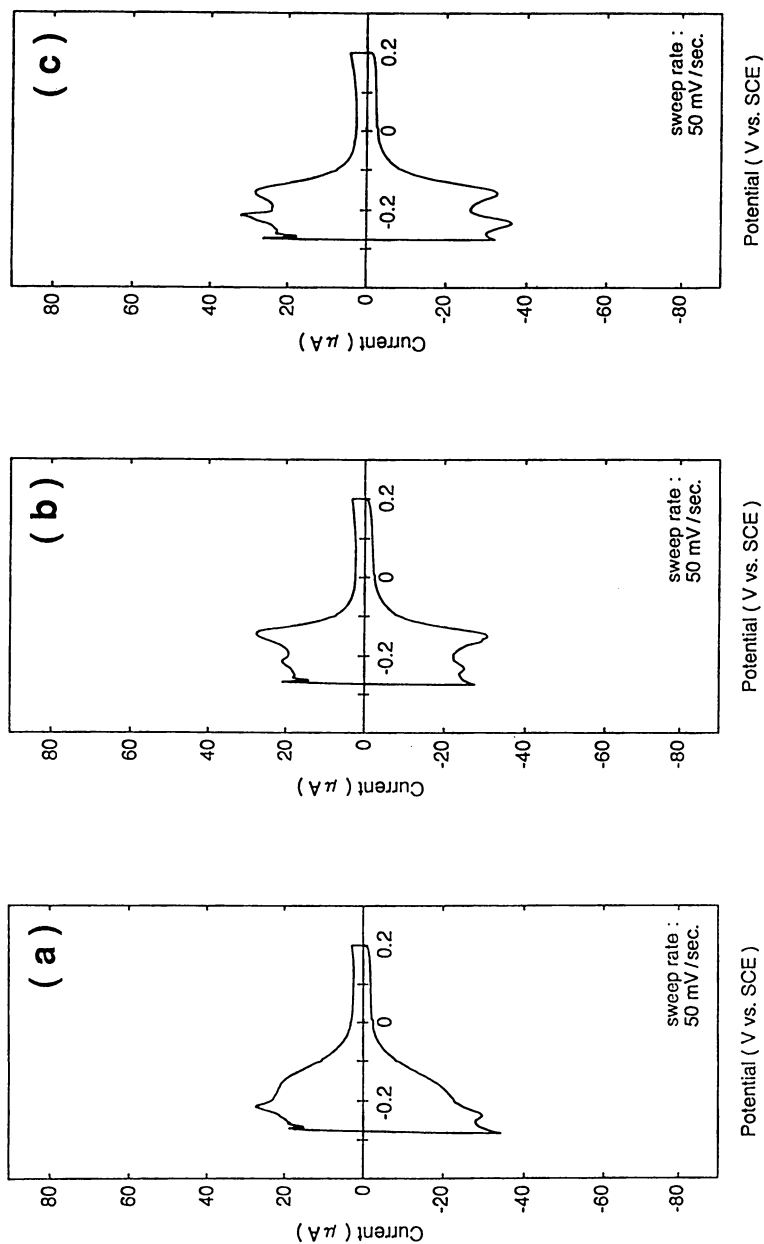 ( a )
80
60
40
20
0
-20
-40
-60
-80
-0.2
0
0.2
Current ( μA )
sweep rate :
50 mV/sec.
Potential ( V vs. SCE )
( b )
80
60
40
20
0
-20
-40
-60
-80
-0.2
0
0.2
Current ( μA )
sweep rate :
50 mV/sec.
Potential ( V vs. SCE )
( c )
80
60
40
20
0
-20
-40
-60
-80
-0.2
0
0.2
Current ( μA )
sweep rate :
50 mV/sec.
Potential ( V vs. SCE )